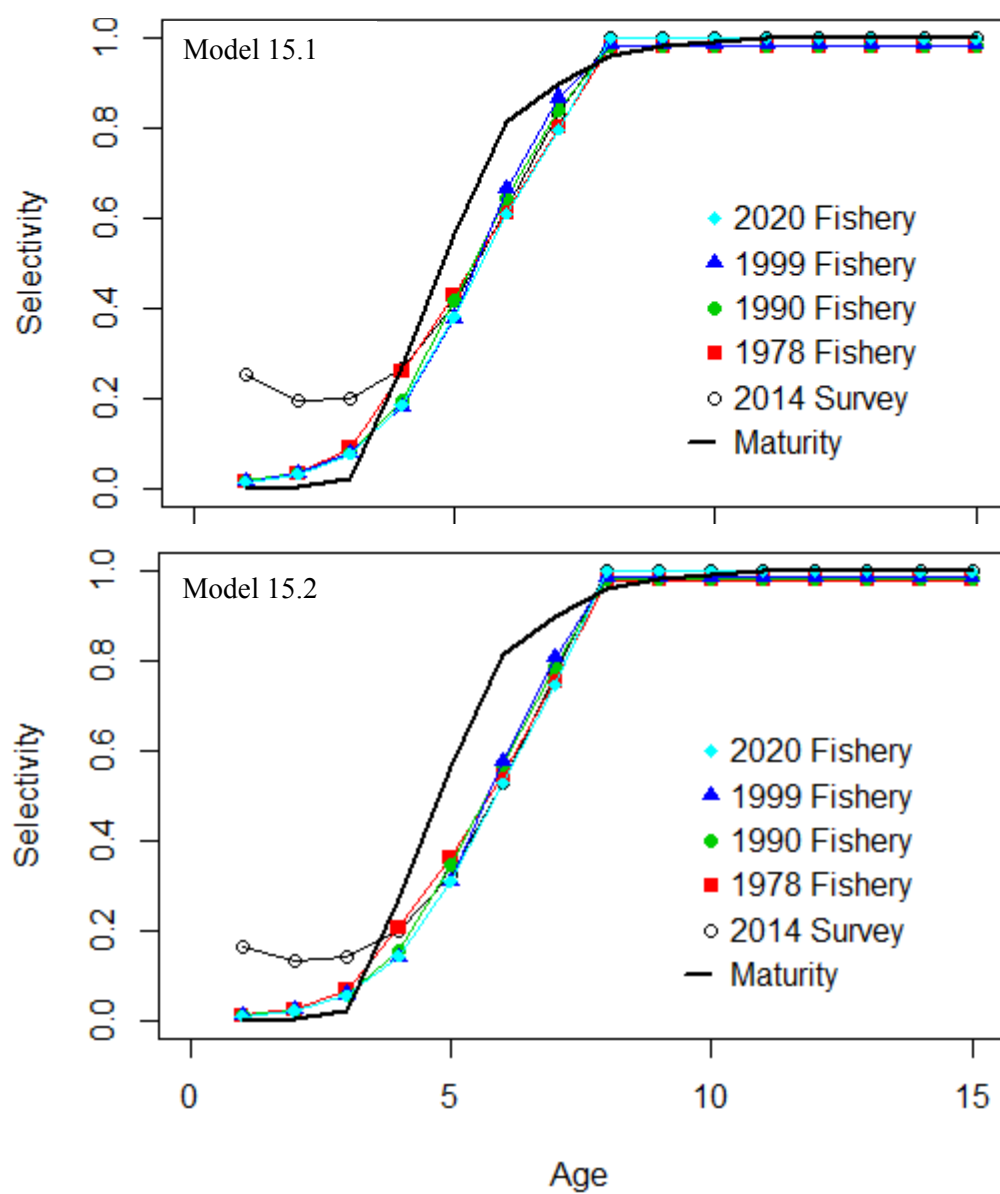 Model 15.1
1.0
0.8
0.6
0.4
0.2
0.0
Selectivity
2020 Fishery
1999 Fishery
1990 Fishery
1978 Fishery
2014 Survey
Maturity
Model 15.2
1.0
0.8
0.6
0.4
0.2
0.0
Selectivity
2020 Fishery
1999 Fishery
1990 Fishery
1978 Fishery
2014 Survey
Maturity
0 5 10 15
Age